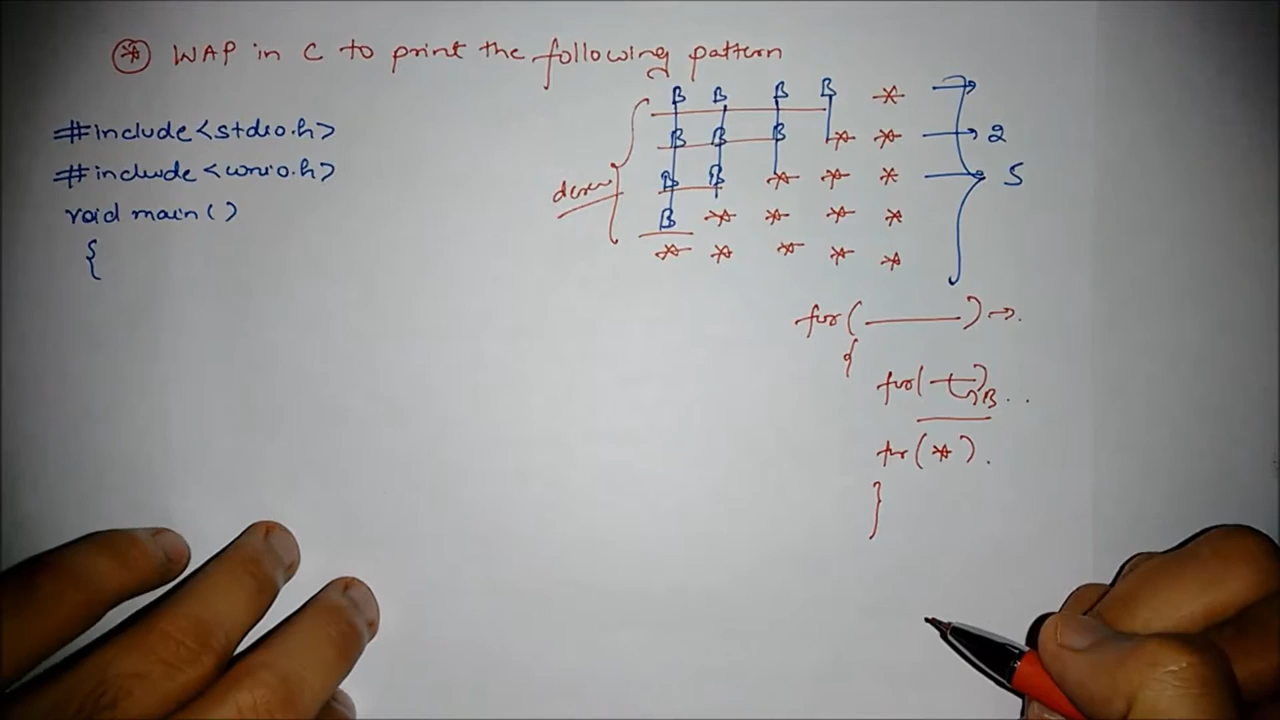 * WAP in C to print the following pattern
#include<stdio.h>
#include<conio.h>
void main()
{
B B B B * →
B B B * * → 2
B B * * * → 5
B * * * *
* * * * *
for( ) →.
{
for( ) B ..
for(*).
}